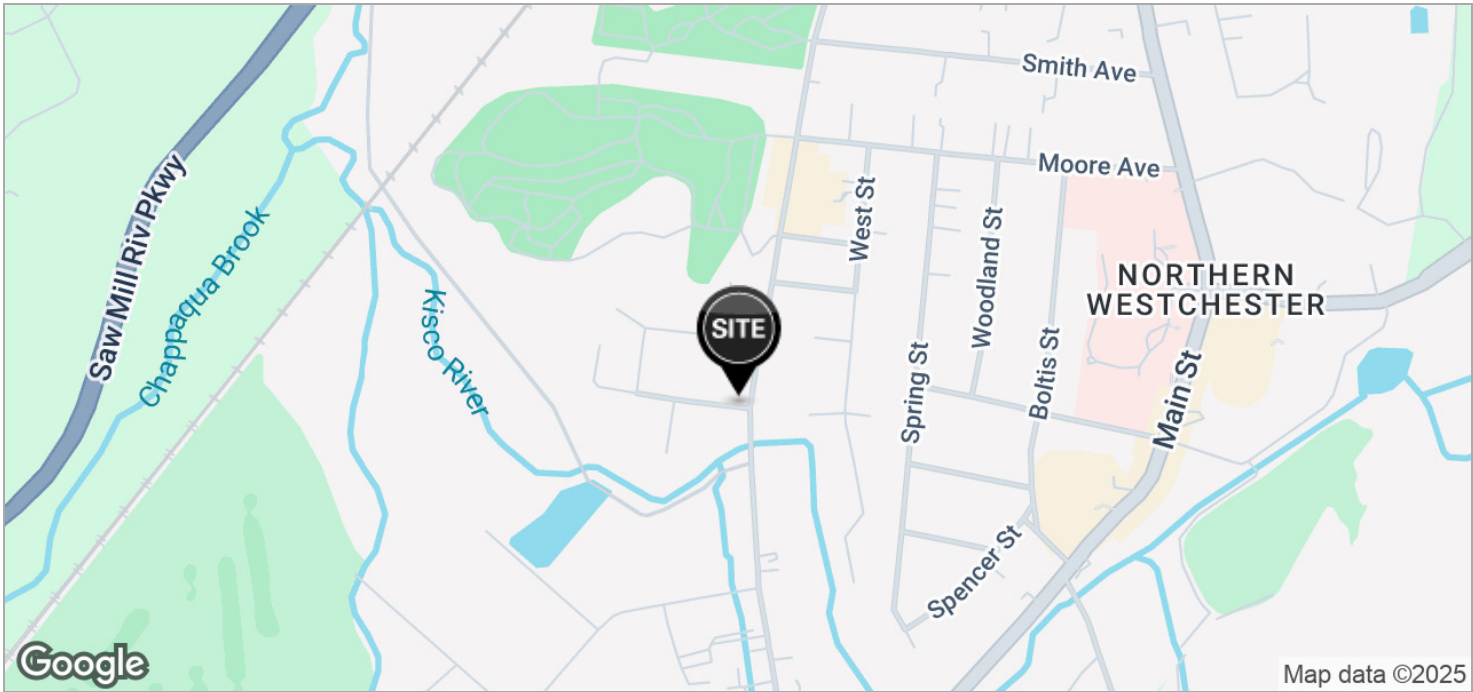 Smith Ave
Moore Ave
Saw Mill Riv Pkwy
Chappaqua Brook
Kisco River
West St
Woodland St
NORTHERN
WESTCHESTER
SITE
Spring St
Boltis St
Main St
Spencer St
Google
Map data ©2025